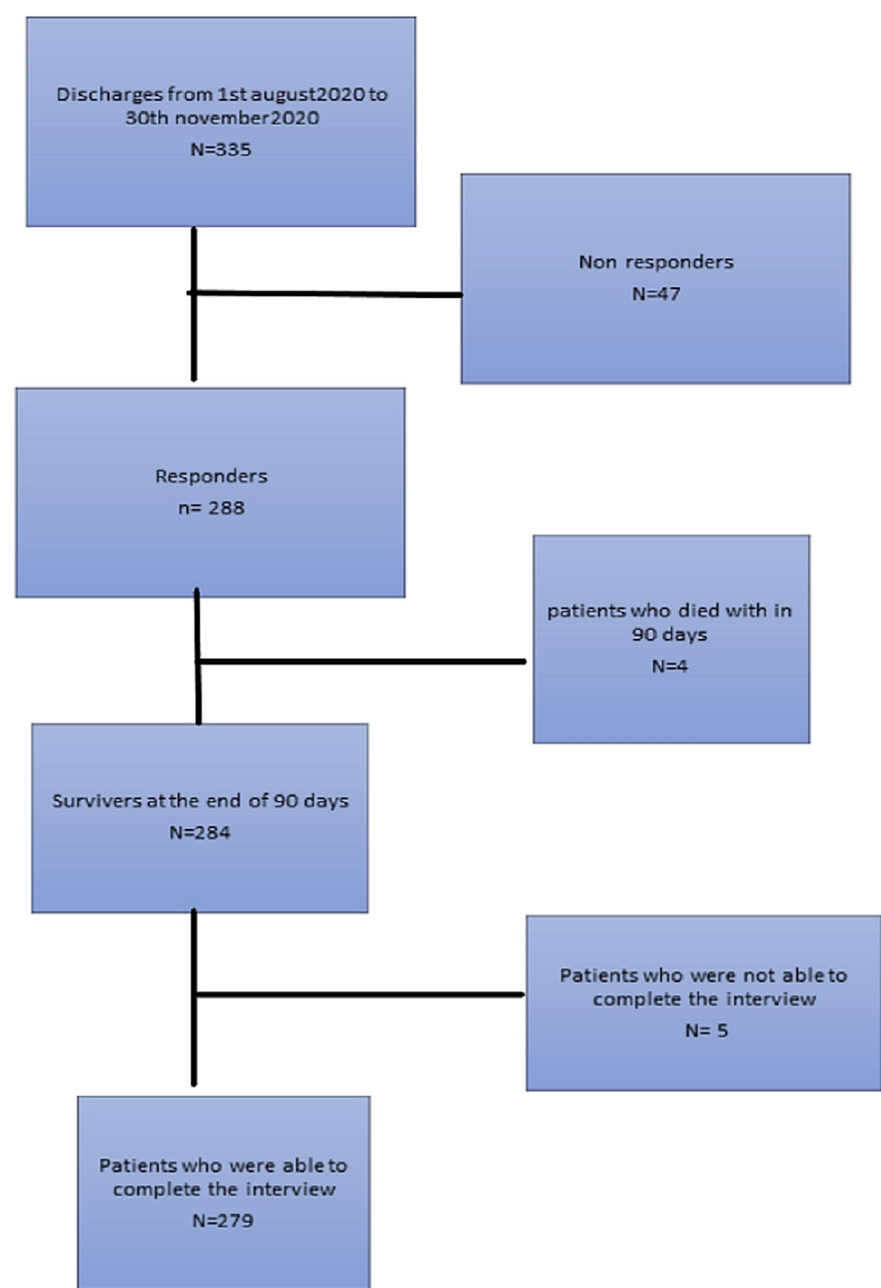 Discharges from 1st august2020 to
30th november2020
N=335
Non responders
N=47
Responders
n= 288
patients who died with in
90 days
N=4
Survivers at the end of 90 days
N=284
Patients who were not able to
complete the interview
N= 5
Patients who were able to
complete the interview
N=279